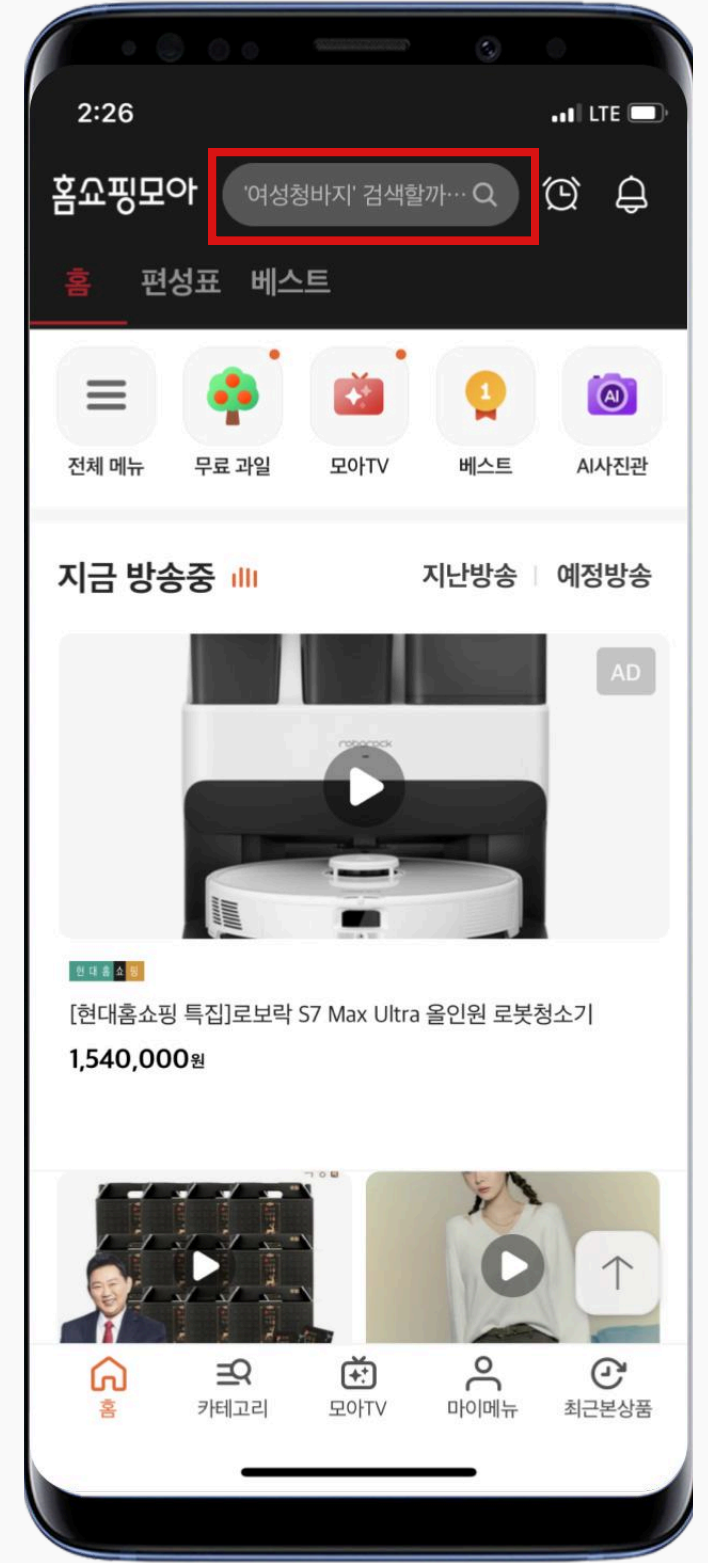 2:26
LTE
홈쇼핑모아
'여성청바지' 검색할까…
홈 편성표 베스트
1
AI
전체 메뉴 무료 과일 모아TV 베스트 AI사진관
지금 방송중 지난방송 예정방송
AD
roborock
현대홈쇼핑
[현대홈쇼핑 특집]로보락 S7 Max Ultra 올인원 로봇청소기
1,540,000원
홈 카테고리 모아TV 마이메뉴 최근본상품